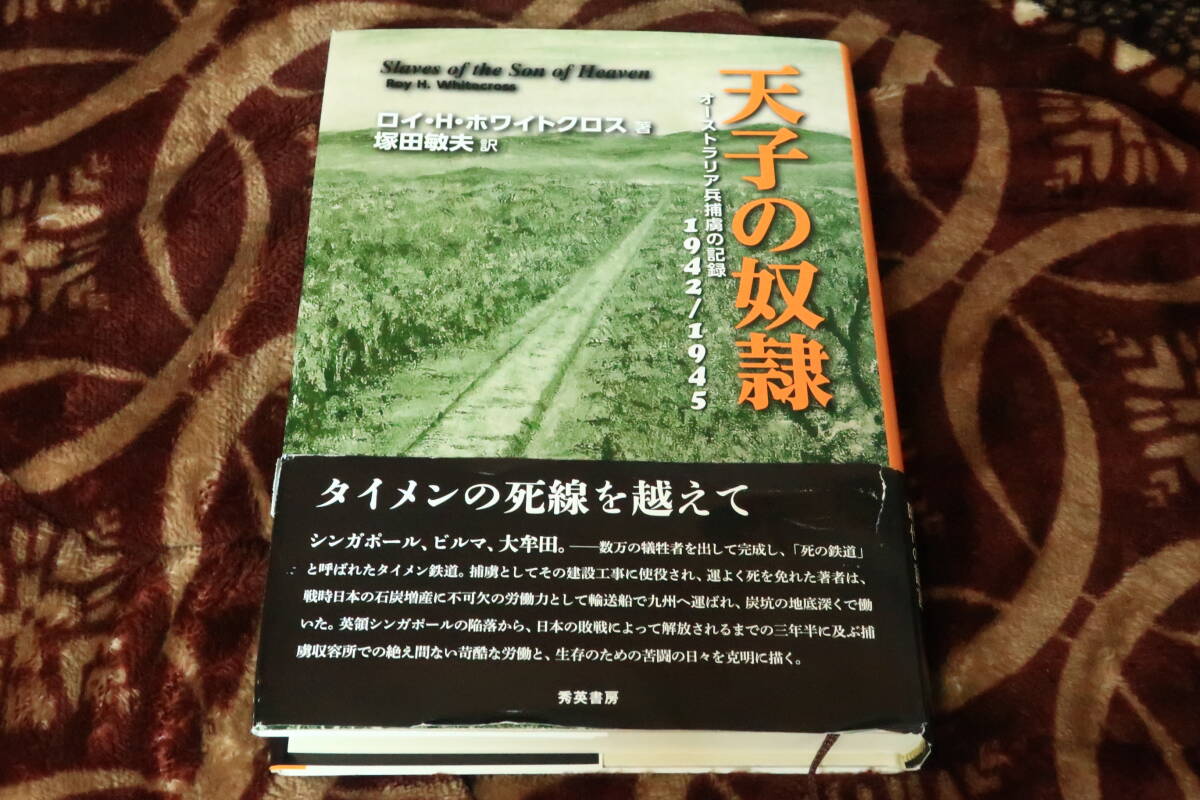 Slaves of the Son of Heaven
Roy H. Whitecross
ロイ・H・ホワイトクロス 著
塚田敏夫 訳
天子の奴隷
オーストラリア兵捕虜の記録
1942/1945
タイメンの死線を越えて
シンガポール、ビルマ、大牟田。――数万の犠牲者を出して完成し、「死の鉄道」
と呼ばれたタイメン鉄道。捕虜としてその建設工事に使役され、運よく死を免れた著者は、
戦時日本の石炭増産に不可欠の労働力として輸送船で九州へ運ばれ、炭坑の地底深くで働
いた。英領シンガポールの陥落から、日本の敗戦によって解放されるまでの三年半に及ぶ捕
虜収容所での絶え間ない苛酷な労働と、生存のための苦闘の日々を克明に描く。
秀英書房